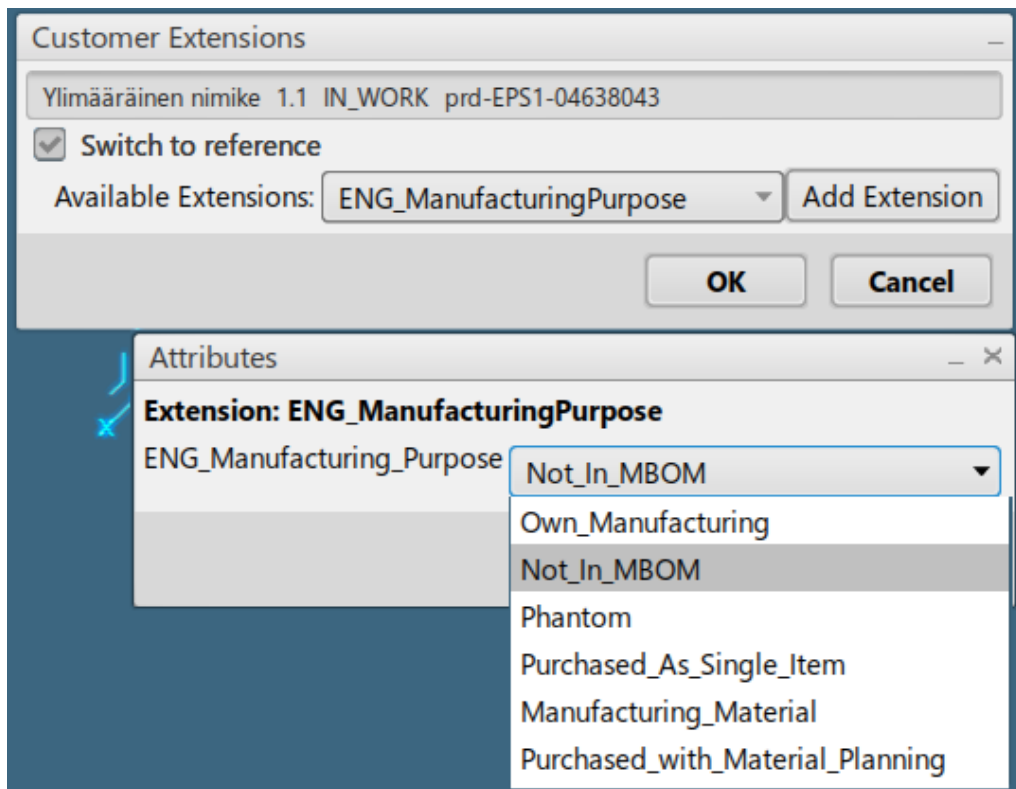 Customer Extensions
Ylimääräinen nimike 1.1 IN_WORK prd-EPS1-04638043
Switch to reference
Available Extensions: ENG_ManufacturingPurpose Add Extension
OK Cancel
Attributes
Extension: ENG_ManufacturingPurpose
ENG_Manufacturing_Purpose Not_In_MBOM
Own_Manufacturing
Not_In_MBOM
Phantom
Purchased_As_Single_Item
Manufacturing_Material
Purchased_with_Material_Planning
x